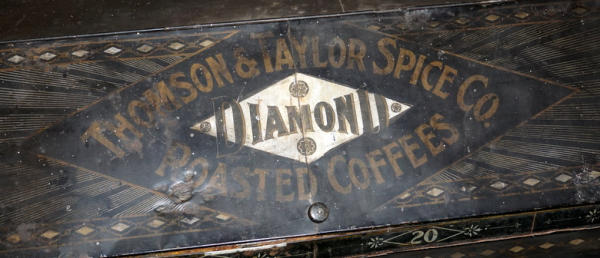 THOMSON & TAYLOR SPICE CO.
DIAMOND
ROASTED COFFEES
20